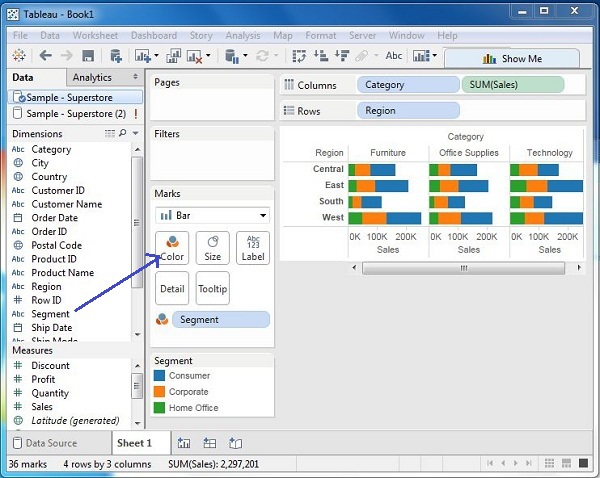 Tableau - Book1
File Data Worksheet Dashboard Story Analysis Map Format Server Window Help
Abc Show Me
Data Analytics
Sample - Superstore
Sample - Superstore (2) !
Dimensions
Abc Category
City
Country
Abc Customer ID
Abc Customer Name
Order Date
Abc Order ID
Postal Code
Abc Product ID
Abc Product Name
Abc Region
# Row ID
Abc Segment
Ship Date
Abc Ship Mode
Measures
# Discount
# Profit
# Quantity
# Sales
Latitude (generated)
Pages
Filters
Marks
Bar
Color Size Abc 123 Label
Detail Tooltip
Segment
Segment
Consumer
Corporate
Home Office
Columns Category SUM(Sales)
Rows Region
Category
Region Furniture Office Supplies Technology
Central
East
South
West
0K 100K 200K 0K 100K 200K 0K 100K 200K
Sales Sales Sales
Data Source Sheet 1
36 marks 4 rows by 3 columns SUM(Sales): 2,297,201